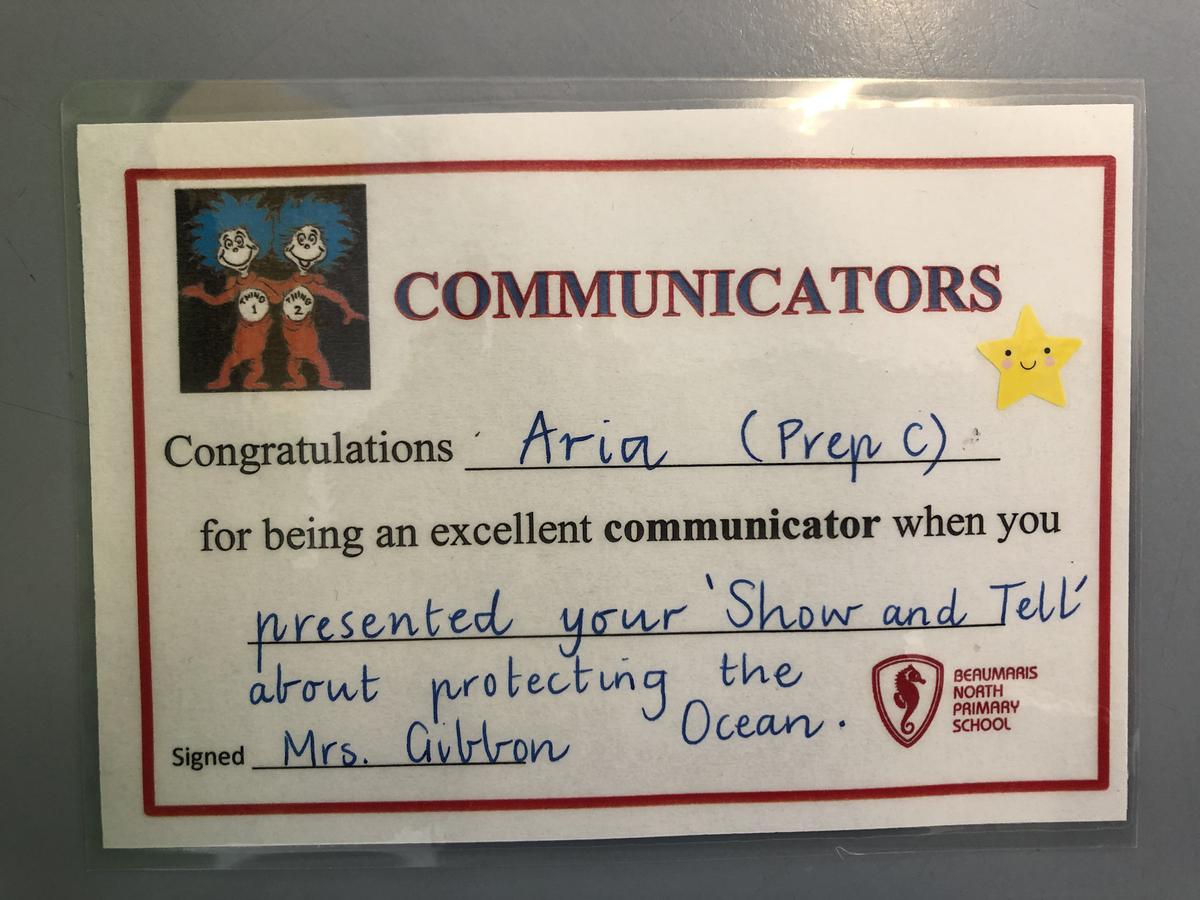 THING 1
THING 2
COMMUNICATORS
Congratulations Aria (Prep C)
for being an excellent communicator when you
presented your 'Show and Tell'
about protecting the
Ocean.
Signed Mrs. Gibbon
BEAUMARIS
NORTH
PRIMARY
SCHOOL